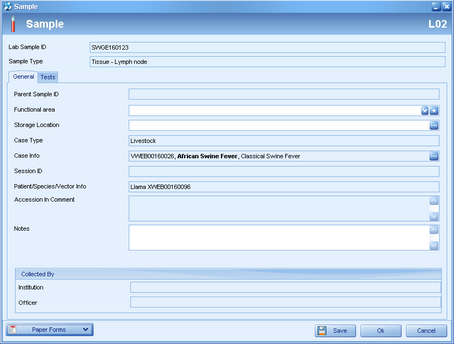 Sample
Sample L02
Lab Sample ID SWGE160123
Sample Type Tissue - Lymph node
General Tests
Parent Sample ID
Functional area
Storage Location
Case Type Livestock
Case Info VWEB00160026, African Swine Fever, Classical Swine Fever
Session ID
Patient/Species/Vector Info Llama XWEB00160096
Accession In Comment
Notes
Collected By
Institution
Officer
Paper Forms Save Ok Cancel